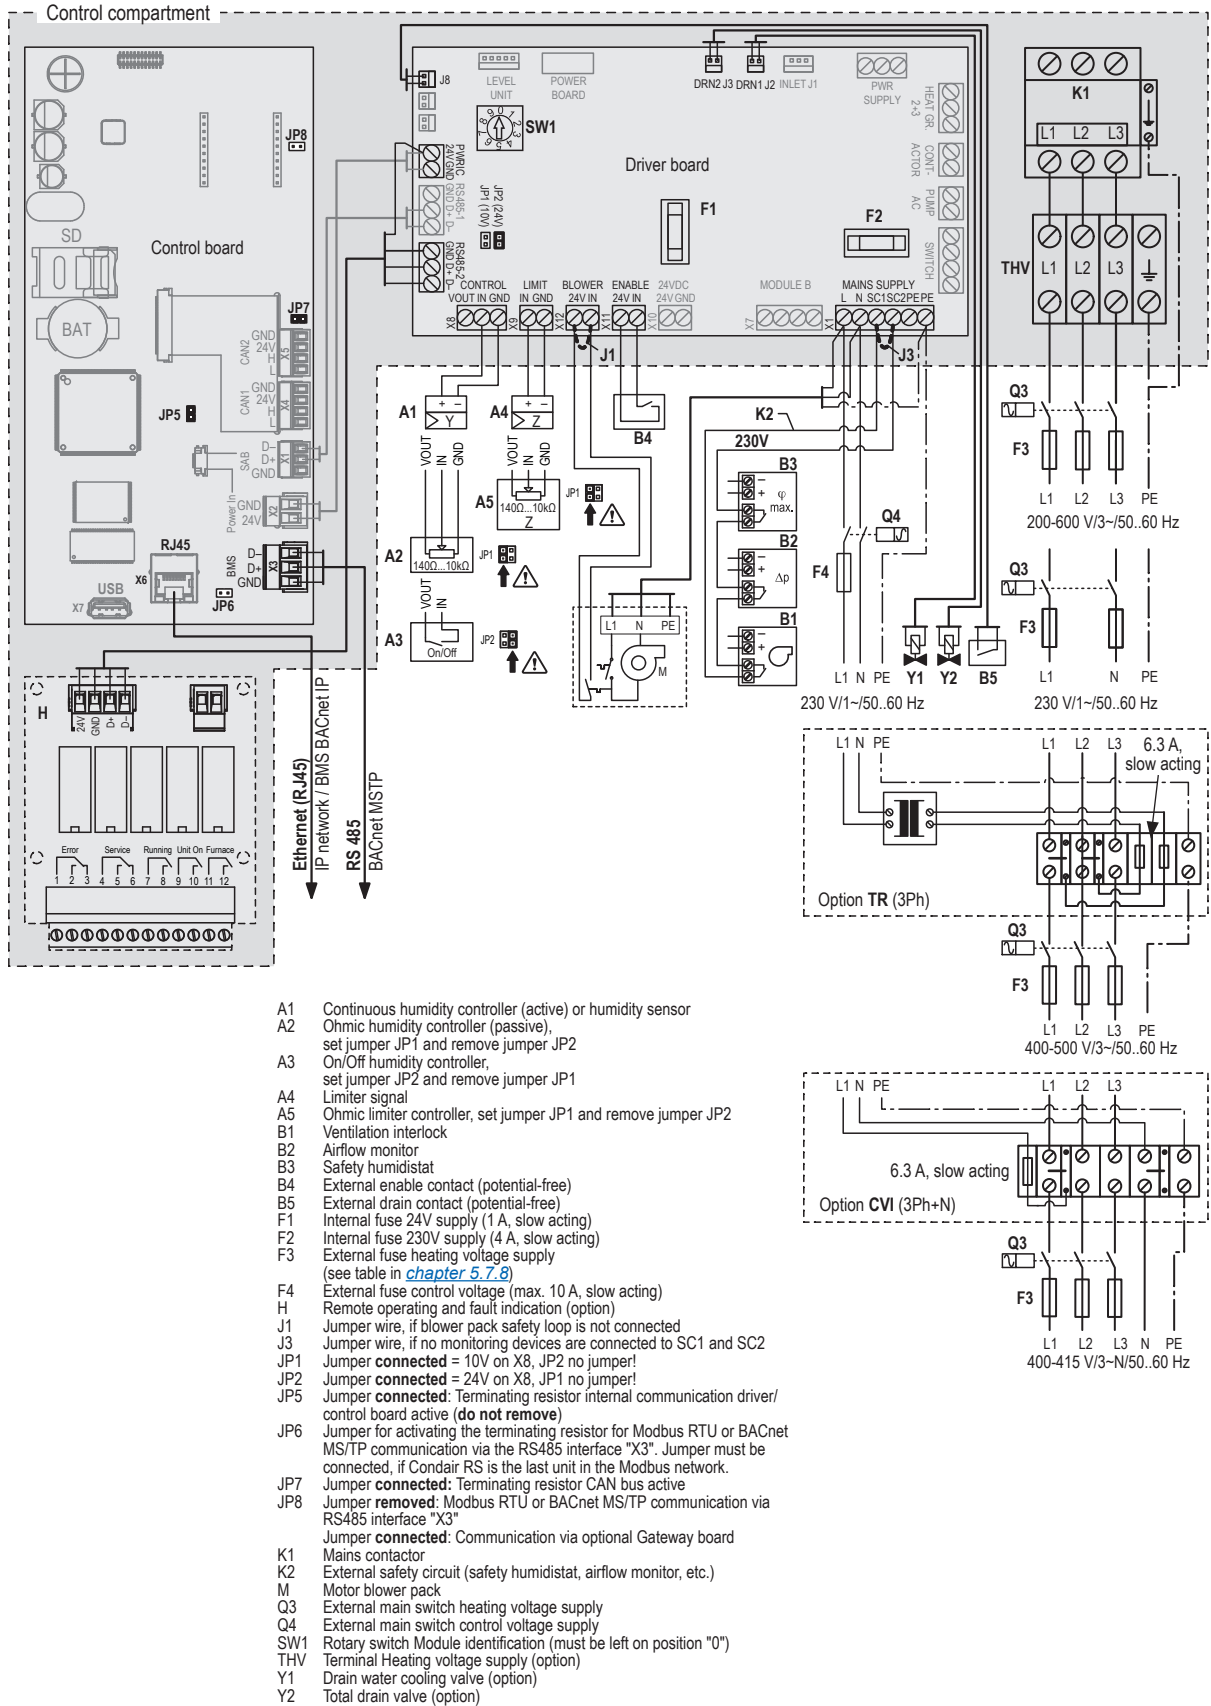 Control compartment
J8
LEVEL
UNIT
POWER
BOARD
DRN2 J3 DRN1 J2 INLET J1
PWR
SUPPLY
HEAT GR.
2+3
K1
L1 L2 L3
SW1
JP8
PWRIC
24V GND
CONT-
ACTOR
Driver board
RS485-1
GND D+ D–
JP1 (10V)
JP2 (24V)
F1
F2
PUMP
AC
SWITCH
SD
Control board
RS485-2
GND D+ D–
THV L1 L2 L3
CONTROL
VOUT IN GND
LIMIT
IN GND
BLOWER
24V IN
ENABLE
24V IN
24VDC
24V GND
MODULE B
MAINS SUPPLY
L N SC1 SC2 PE PE
X8
X9
X12
X11
X10
X7
X1
BAT
JP7
CAN2
GND
24V
H
L
X5
J1
J3
CAN1
GND
24V
H
L
X4
JP5
A1
+ –
Y
A4
+ –
Z
B4
K2
230V
Q3
F3
L1 L2 L3 PE
200-600 V/3~/50..60 Hz
SAB
D–
D+
GND
X1
VOUT
IN
GND
VOUT
IN
GND
A5
140Ω...10kΩ
Z
JP1
B3
– 
+
φ
max.
Power In
GND
24V
X2
Q4
RJ45
A2
140Ω...10kΩ
JP1
B2
–
+
Δp
F4
BMS
D–
D+
GND
X3
X6
USB
X7
JP6
VOUT
IN
A3
On/Off
JP2
L1 N PE
M
B1
–
+
Q3
F3
L1 N PE
230 V/1~/50..60 Hz
Y1 Y2 B5
L1 N PE
230 V/1~/50..60 Hz
H
24V
GND
D+
D–
Error Service Running Unit On Furnace
1 2 3 4 5 6 7 8 9 10 11 12
Ethernet (RJ45)
IP network / BMS BACnet IP
RS 485
BACnet MSTP
L1 N PE
L1 L2 L3
6.3 A,
slow acting
Option TR (3Ph)
Q3
F3
L1 L2 L3 PE
400-500 V/3~/50..60 Hz
L1 N PE
L1 L2 L3
6.3 A, slow acting
Option CVI (3Ph+N)
Q3
F3
L1 L2 L3 N PE
400-415 V/3~N/50..60 Hz
A1 Continuous humidity controller (active) or humidity sensor
A2 Ohmic humidity controller (passive),
set jumper JP1 and remove jumper JP2
A3 On/Off humidity controller,
set jumper JP2 and remove jumper JP1
A4 Limiter signal
A5 Ohmic limiter controller, set jumper JP1 and remove jumper JP2
B1 Ventilation interlock
B2 Airflow monitor
B3 Safety humidistat
B4 External enable contact (potential-free)
B5 External drain contact (potential-free)
F1 Internal fuse 24V supply (1 A, slow acting)
F2 Internal fuse 230V supply (4 A, slow acting)
F3 External fuse heating voltage supply
(see table in chapter 5.7.8)
F4 External fuse control voltage (max. 10 A, slow acting)
H Remote operating and fault indication (option)
J1 Jumper wire, if blower pack safety loop is not connected
J3 Jumper wire, if no monitoring devices are connected to SC1 and SC2
JP1 Jumper connected = 10V on X8, JP2 no jumper!
JP2 Jumper connected = 24V on X8, JP1 no jumper!
JP5 Jumper connected: Terminating resistor internal communication driver/
control board active (do not remove)
JP6 Jumper for activating the terminating resistor for Modbus RTU or BACnet
MS/TP communication via the RS485 interface "X3". Jumper must be
connected, if Condair RS is the last unit in the Modbus network.
JP7 Jumper connected: Terminating resistor CAN bus active
JP8 Jumper removed: Modbus RTU or BACnet MS/TP communication via
RS485 interface "X3"
Jumper connected: Communication via optional Gateway board
K1 Mains contactor
K2 External safety circuit (safety humidistat, airflow monitor, etc.)
M Motor blower pack
Q3 External main switch heating voltage supply
Q4 External main switch control voltage supply
SW1 Rotary switch Module identification (must be left on position "0")
THV Terminal Heating voltage supply (option)
Y1 Drain water cooling valve (option)
Y2 Total drain valve (option)